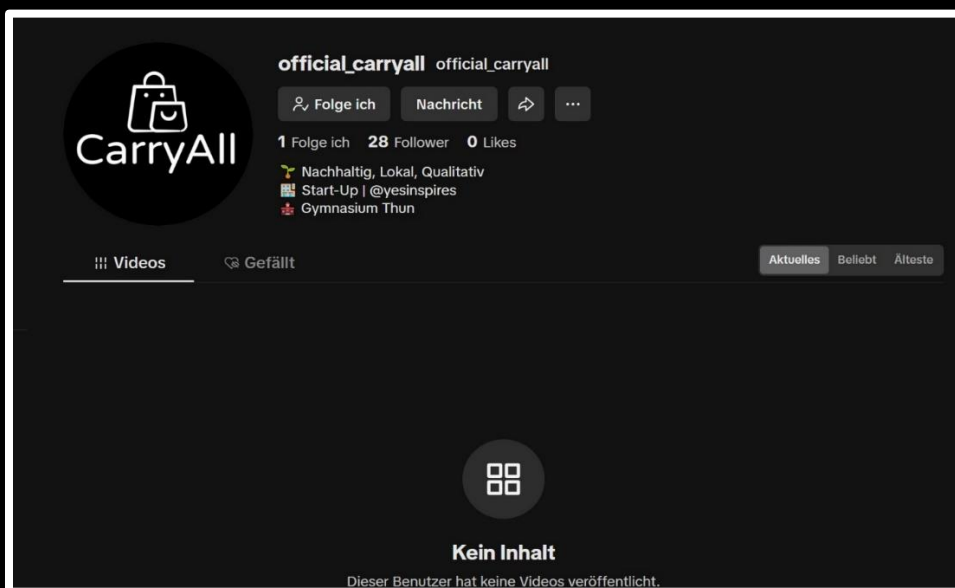 CarryAll
official_carryall official_carryall
Folge ich Nachricht
1 Folge ich 28 Follower 0 Likes
Nachhaltig, Lokal, Qualitativ
Start-Up | @yesinspires
Gymnasium Thun
Videos Gefällt Aktuelles Beliebt Älteste
Kein Inhalt
Dieser Benutzer hat keine Videos veröffentlicht.